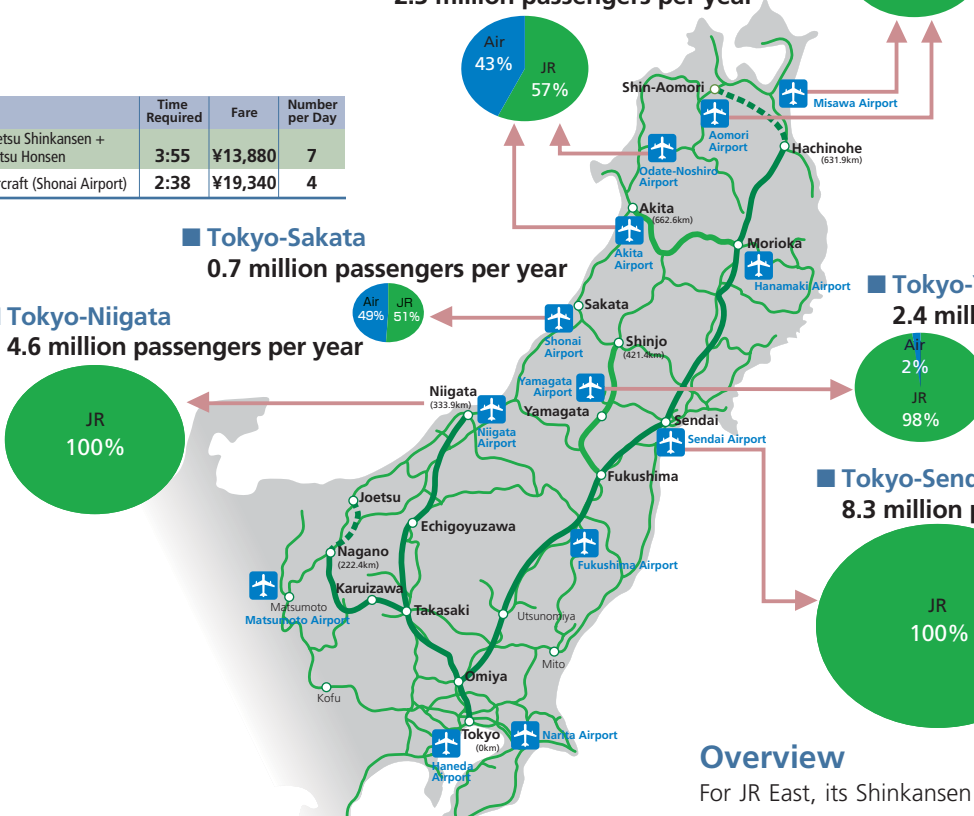 2.5 million passengers per year
Air
43%
JR
57%
Time
Required
Fare
Number
per Day
etsu Shinkansen +
tsu Honsen
3:55
¥13,880
7
craft (Shonai Airport)
2:38
¥19,340
4
Shin-Aomori
Misawa Airport
Aomori
Airport
Hachinohe
(631.9km)
Odate-Noshiro
Airport
Akita
(662.6km)
Akita
Airport
Morioka
Hanamaki Airport
■ Tokyo-Sakata
0.7 million passengers per year
Air
49%
JR
51%
Sakata
Shonai
Airport
Shinjo
(421.4km)
■ Tokyo-
2.4 mill
Air
2%
JR
98%
Tokyo-Niigata
4.6 million passengers per year
JR
100%
Niigata
(333.9km)
Niigata
Airport
Yamagata
Airport
Yamagata
Sendai
Sendai Airport
Fukushima
■ Tokyo-Send
8.3 million p
JR
100%
Joetsu
Echigoyuzawa
Nagano
(222.4km)
Fukushima Airport
Karuizawa
Matsumoto
Matsumoto Airport
Takasaki
Utsunomiya
Mito
Omiya
Kofu
Tokyo
(0km)
Haneda
Airport
Narita Airport
Overview
For JR East, its Shinkansen